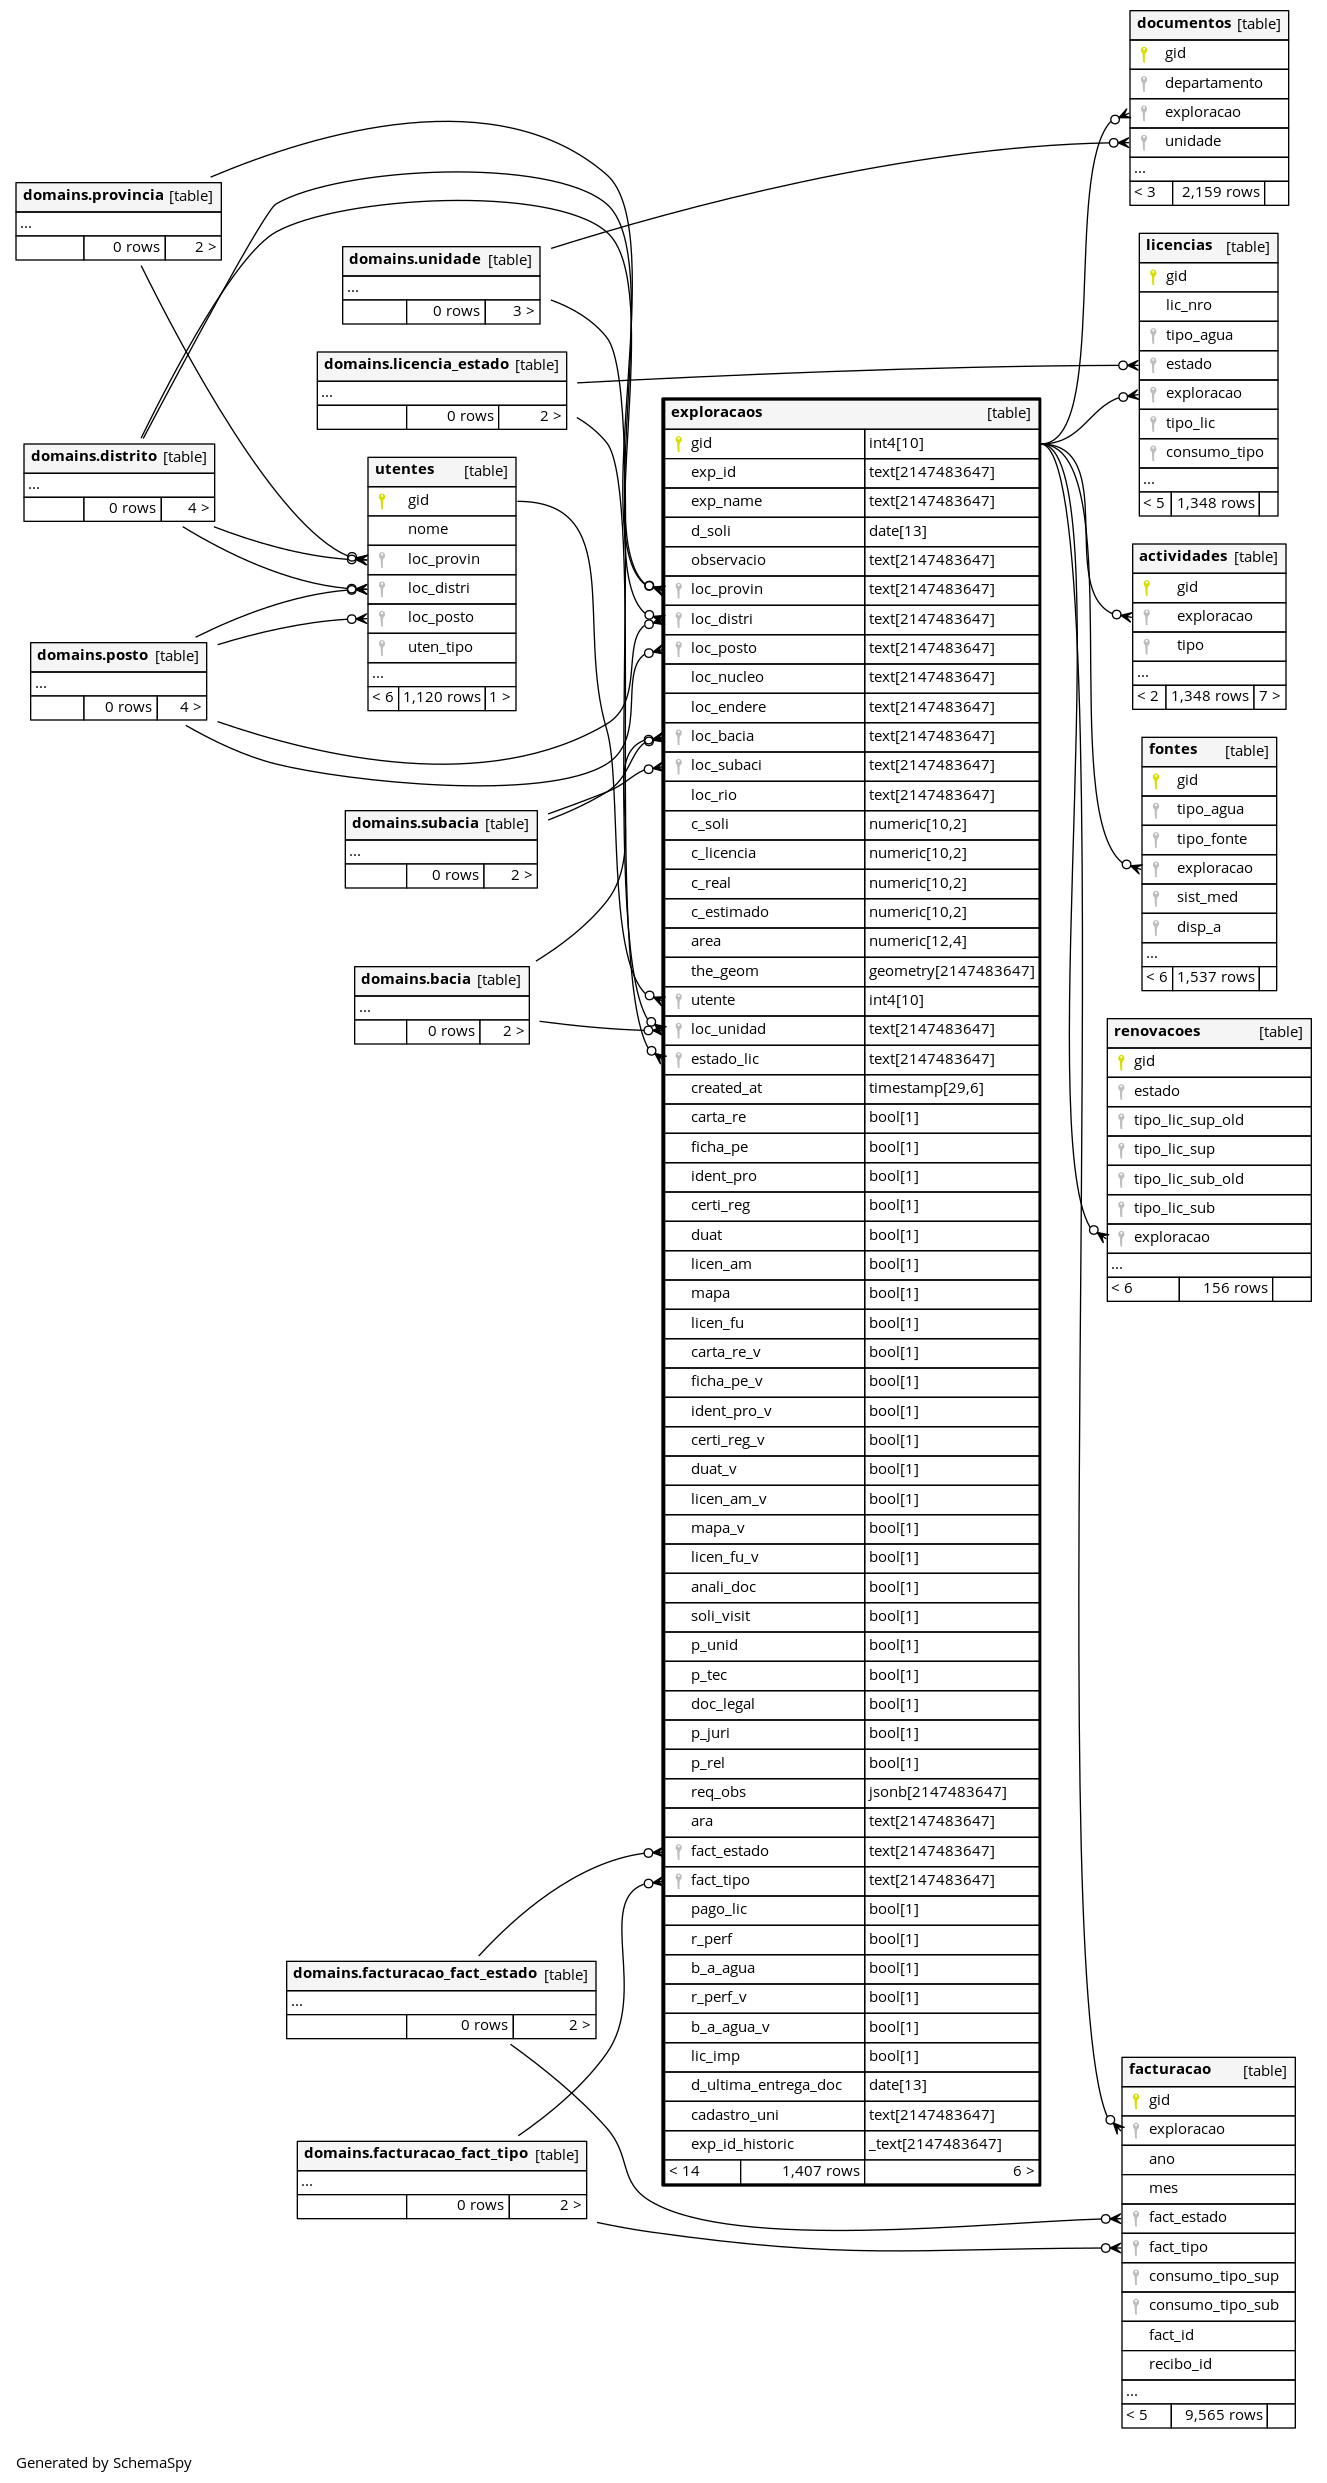 documentos [table]
gid
departamento
exploracao
unidade
...
< 3 2,159 rows
domains.provincia [table]
...
0 rows 2 >
licencias [table]
gid
lic_nro
tipo_agua
estado
exploracao
tipo_lic
consumo_tipo
...
< 5 1,348 rows
domains.unidade [table]
...
0 rows 3 >
domains.licencia_estado [table]
...
0 rows 2 >
domains.distrito [table]
...
0 rows 4 >
utentes [table]
gid
nome
loc_provin
loc_distri
loc_posto
uten_tipo
...
< 6 1,120 rows 1 >
domains.posto [table]
...
0 rows 4 >
domains.subacia [table]
...
0 rows 2 >
domains.bacia [table]
...
0 rows 2 >
exploracaos [table]
gid int4[10]
exp_id text[2147483647]
exp_name text[2147483647]
d_soli date[13]
observacio text[2147483647]
loc_provin text[2147483647]
loc_distri text[2147483647]
loc_posto text[2147483647]
loc_nucleo text[2147483647]
loc_endere text[2147483647]
loc_bacia text[2147483647]
loc_subaci text[2147483647]
loc_rio text[2147483647]
c_soli numeric[10,2]
c_licencia numeric[10,2]
c_real numeric[10,2]
c_estimado numeric[10,2]
area numeric[12,4]
the_geom geometry[2147483647]
utente int4[10]
loc_unidad text[2147483647]
estado_lic text[2147483647]
created_at timestamp[29,6]
carta_re bool[1]
ficha_pe bool[1]
ident_pro bool[1]
certi_reg bool[1]
duat bool[1]
licen_am bool[1]
mapa bool[1]
licen_fu bool[1]
carta_re_v bool[1]
ficha_pe_v bool[1]
ident_pro_v bool[1]
certi_reg_v bool[1]
duat_v bool[1]
licen_am_v bool[1]
mapa_v bool[1]
licen_fu_v bool[1]
anali_doc bool[1]
soli_visit bool[1]
p_unid bool[1]
p_tec bool[1]
doc_legal bool[1]
p_juri bool[1]
p_rel bool[1]
req_obs jsonb[2147483647]
ara text[2147483647]
fact_estado text[2147483647]
fact_tipo text[2147483647]
pago_lic bool[1]
r_perf bool[1]
b_a_agua bool[1]
r_perf_v bool[1]
b_a_agua_v bool[1]
lic_imp bool[1]
d_ultima_entrega_doc date[13]
cadastro_uni text[2147483647]
exp_id_historic _text[2147483647]
< 14 1,407 rows 6 >
actividades [table]
gid
exploracao
tipo
...
< 2 1,348 rows 7 >
fontes [table]
gid
tipo_agua
tipo_fonte
exploracao
sist_med
disp_a
...
< 6 1,537 rows
renovacoes [table]
gid
estado
tipo_lic_sup_old
tipo_lic_sup
tipo_lic_sub_old
tipo_lic_sub
exploracao
...
< 6 156 rows
domains.facturacao_fact_estado [table]
...
0 rows 2 >
domains.facturacao_fact_tipo [table]
...
0 rows 2 >
facturacao [table]
gid
exploracao
ano
mes
fact_estado
fact_tipo
consumo_tipo_sup
consumo_tipo_sub
fact_id
recibo_id
...
< 5 9,565 rows
Generated by SchemaSpy